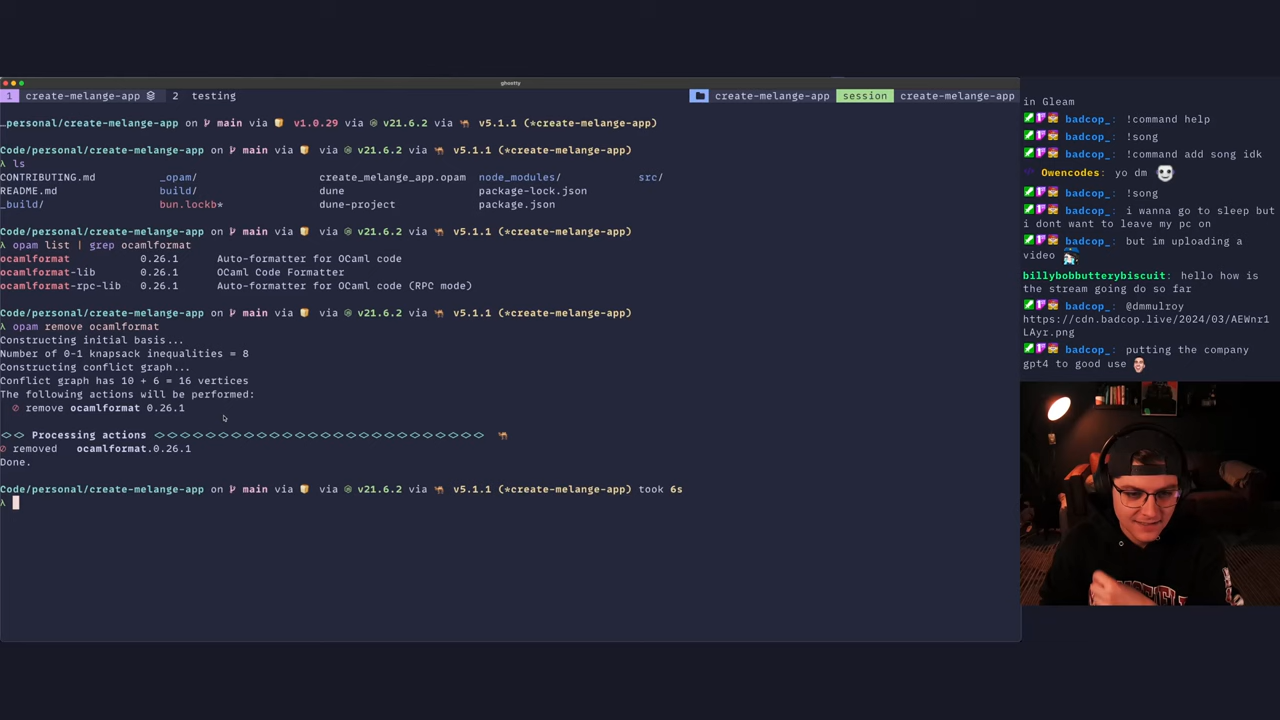 ghostty
1 create-melange-app 2 testing create-melange-app session create-melange-app
…personal/create-melange-app on main via v1.0.29 via v21.6.2 via v5.1.1 (*create-melange-app)
Code/personal/create-melange-app on main via via v21.6.2 via v5.1.1 (*create-melange-app)
λ ls
CONTRIBUTING.md _opam/ create_melange_app.opam node_modules/ src/
README.md build/ dune package-lock.json
_build/ bun.lockb* dune-project package.json
Code/personal/create-melange-app on main via via v21.6.2 via v5.1.1 (*create-melange-app)
λ opam list | grep ocamlformat
ocamlformat 0.26.1 Auto-formatter for OCaml code
ocamlformat-lib 0.26.1 OCaml Code Formatter
ocamlformat-rpc-lib 0.26.1 Auto-formatter for OCaml code (RPC mode)
Code/personal/create-melange-app on main via via v21.6.2 via v5.1.1 (*create-melange-app)
λ opam remove ocamlformat
Constructing initial basis...
Number of 0-1 knapsack inequalities = 8
Constructing conflict graph...
Conflict graph has 10 + 6 = 16 vertices
The following actions will be performed:
⊘ remove ocamlformat 0.26.1
<><> Processing actions <><><><><><><><><><><><><><><><><><><><><><><><><><>
⊘ removed ocamlformat.0.26.1
Done.
Code/personal/create-melange-app on main via via v21.6.2 via v5.1.1 (*create-melange-app) took 6s
λ
in Gleam
badcop_: !command help
badcop_: !song
badcop_: !command add song idk
Owencodes: yo dm
badcop_: !song
badcop_: i wanna go to sleep but
i dont want to leave my pc on
badcop_: but im uploading a
video
billybobbutterybiscuit: hello how is
the stream going do so far
badcop_: @dmmulroy
https://cdn.badcop.live/2024/03/AEWnr1
LAyr.png
badcop_: putting the company
gpt4 to good use